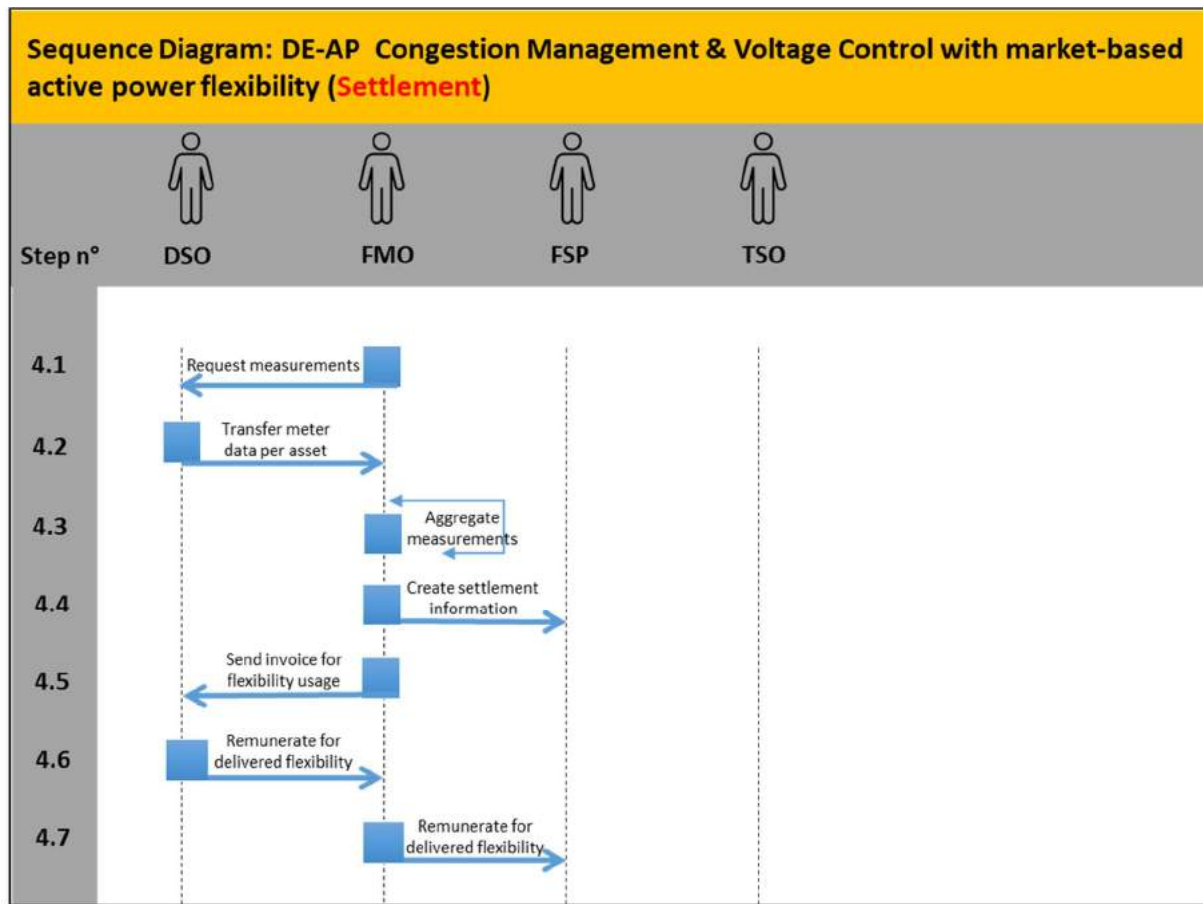 Sequence Diagram: DE-AP Congestion Management & Voltage Control with market-based
active power flexibility (Settlement)
Step n° DSO FMO FSP TSO
4.1 Request measurements
4.2 Transfer meter
data per asset
4.3 Aggregate
measurements
4.4 Create settlement
information
4.5 Send invoice for
flexibility usage
4.6 Remunerate for
delivered flexibility
4.7 Remunerate for
delivered flexibility